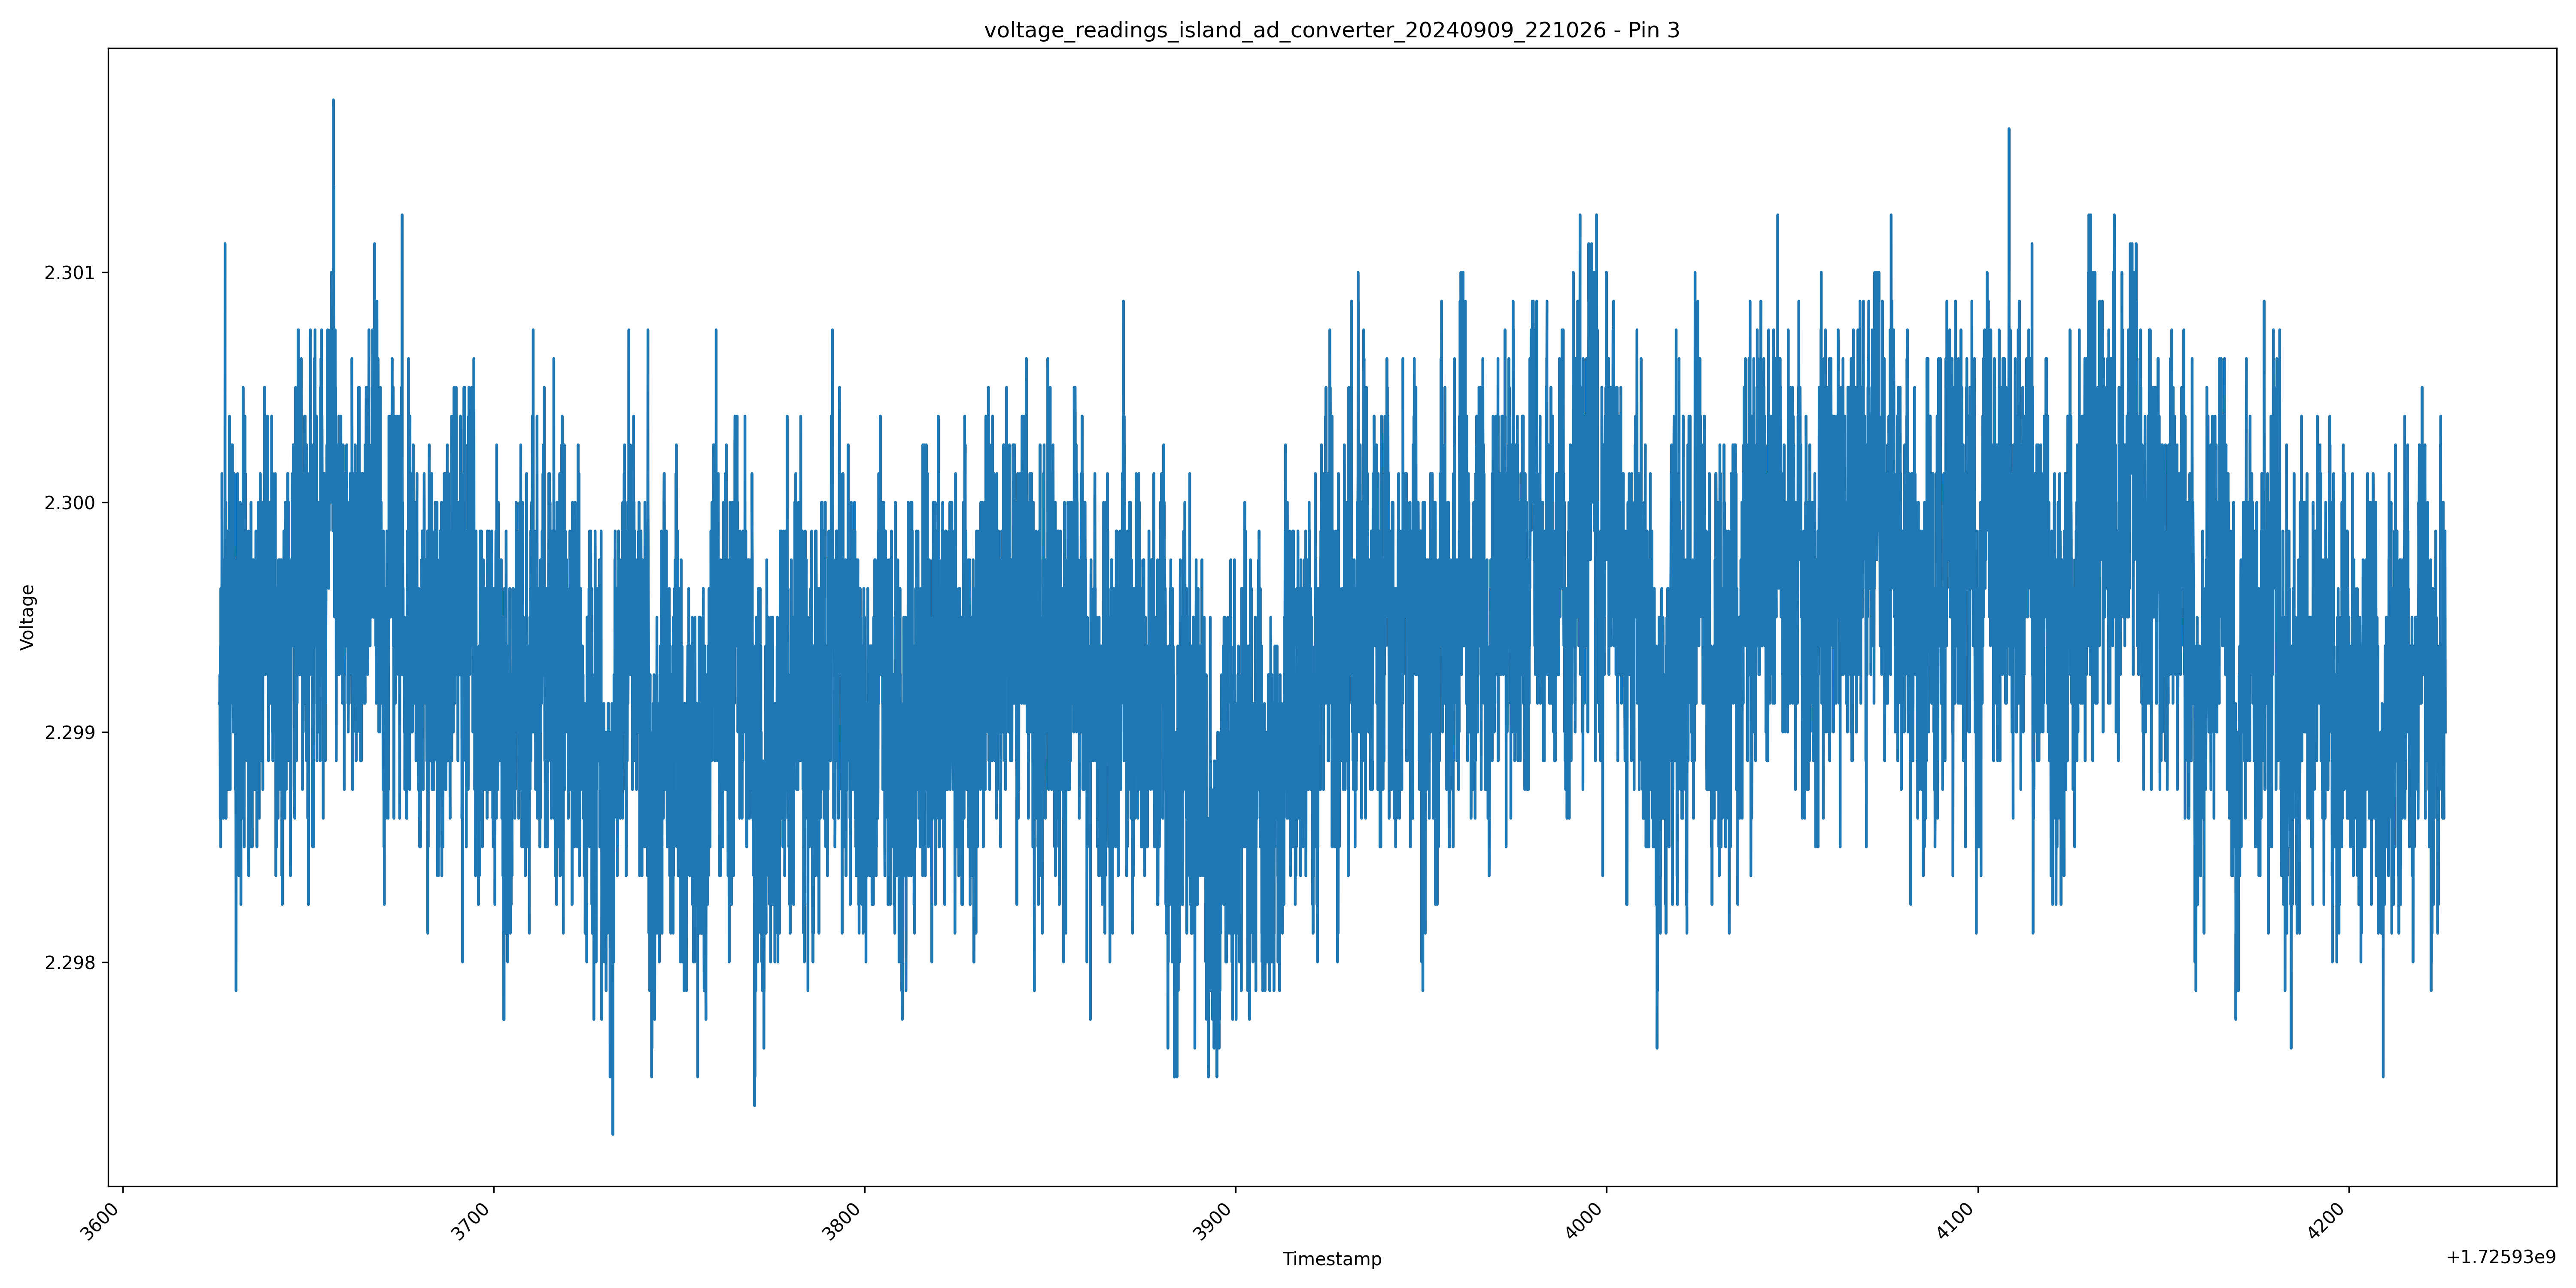 voltage_readings_island_ad_converter_20240909_221026 - Pin 3
Voltage
2.301
2.300
2.299
2.298
3600
3700
3800
3900
4000
4100
4200
Timestamp
+1.72593e9